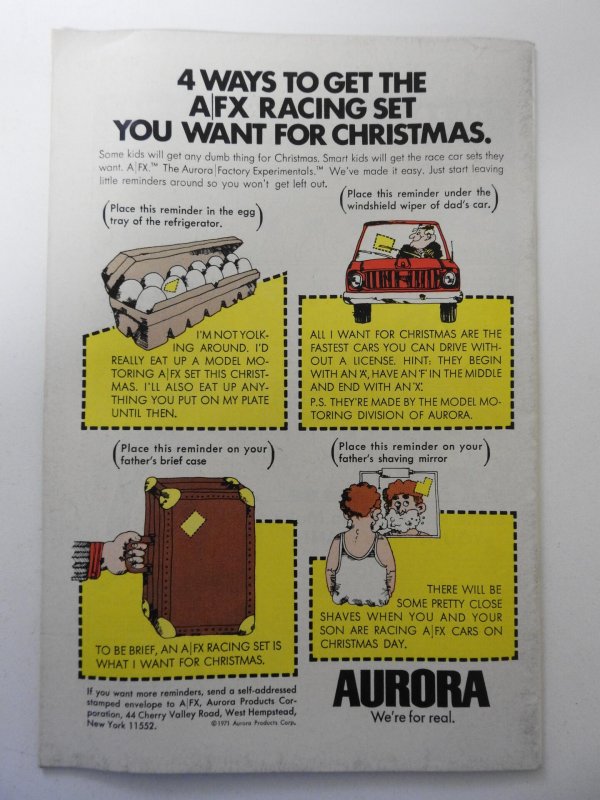 4 WAYS TO GET THE
A|FX RACING SET
YOU WANT FOR CHRISTMAS.
Some kids will get any dumb thing for Christmas. Smart kids will get the race car sets they
want. A|FX.™ The Aurora|Factory Experimentals.™ We've made it easy. Just start leaving
little reminders around so you won't get left out.
(Place this reminder in the egg
tray of the refrigerator.)
(Place this reminder under the
windshield wiper of dad's car.)
I'M NOT YOLK-
ING AROUND. I'D
REALLY EAT UP A MODEL MO-
TORING A|FX SET THIS CHRIST-
MAS. I'LL ALSO EAT UP ANY-
THING YOU PUT ON MY PLATE
UNTIL THEN.
ALL I WANT FOR CHRISTMAS ARE THE
FASTEST CARS YOU CAN DRIVE WITH-
OUT A LICENSE. HINT: THEY BEGIN
WITH AN 'A', HAVE AN 'F' IN THE MIDDLE
AND END WITH AN 'X'.
P.S. THEY'RE MADE BY THE MODEL MO-
TORING DIVISION OF AURORA.
(Place this reminder on your
father's brief case)
(Place this reminder on your
father's shaving mirror)
TO BE BRIEF, AN A|FX RACING SET IS
WHAT I WANT FOR CHRISTMAS.
THERE WILL BE
SOME PRETTY CLOSE
SHAVES WHEN YOU AND YOUR
SON ARE RACING A|FX CARS ON
CHRISTMAS DAY.
If you want more reminders, send a self-addressed
stamped envelope to A|FX, Aurora Products Cor-
poration, 44 Cherry Valley Road, West Hempstead,
New York 11552.
©1971 Aurora Products Corp.
AURORA
We're for real.